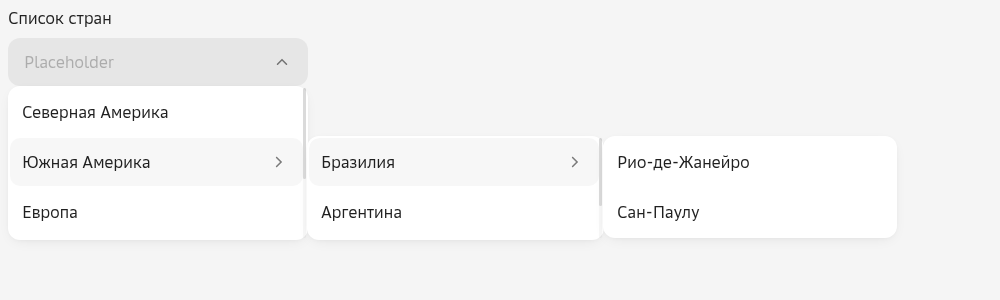 Список стран
Placeholder
Северная Америка
Южная Америка
Бразилия
Рио-де-Жанейро
Европа
Аргентина
Сан-Паулу